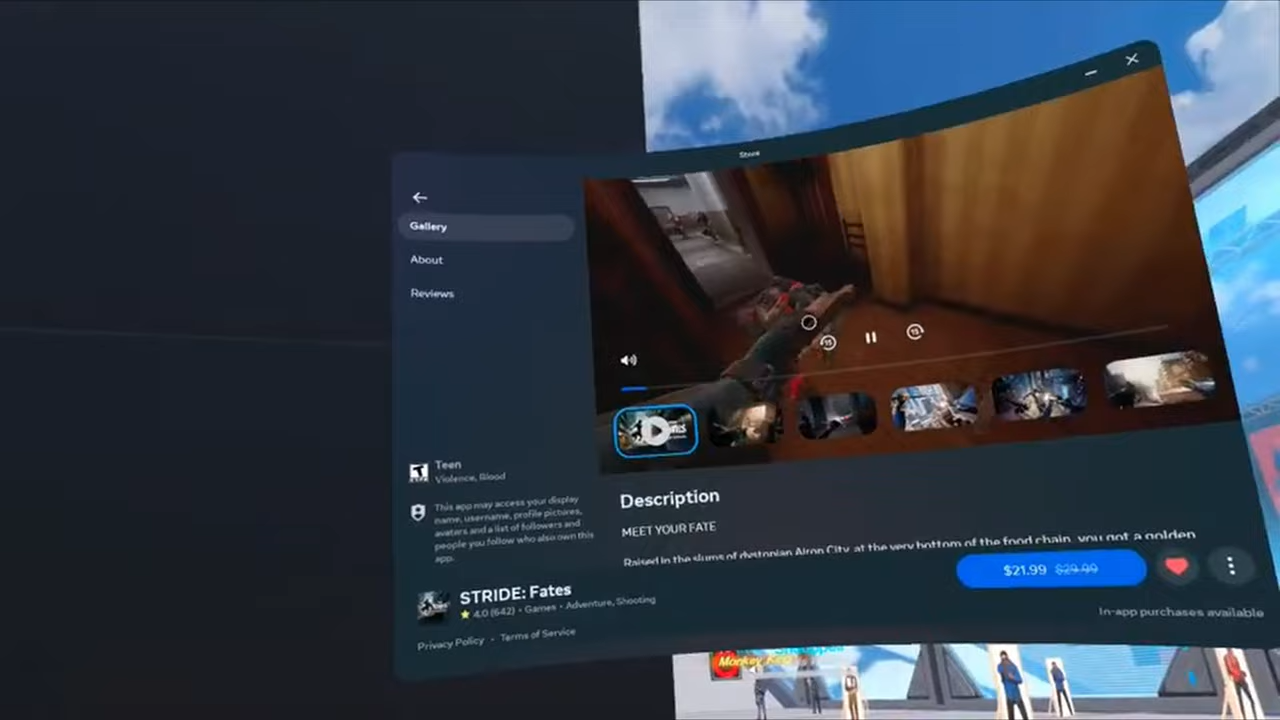 Store
Gallery
About
Reviews
Teen
Violence, Blood
This app may access your display
name, username, profile pictures,
avatars and a list of followers and
people you follow who also own this
app.
Description
MEET YOUR FATE
Raised in the slums of dystopian Airon City, at the very bottom of the food chain, you got a golden
STRIDE: Fates
4.0 (642) • Games • Adventure, Shooting
$21.99 $29.99
In-app purchases available
Privacy Policy • Terms of Service
Monkey